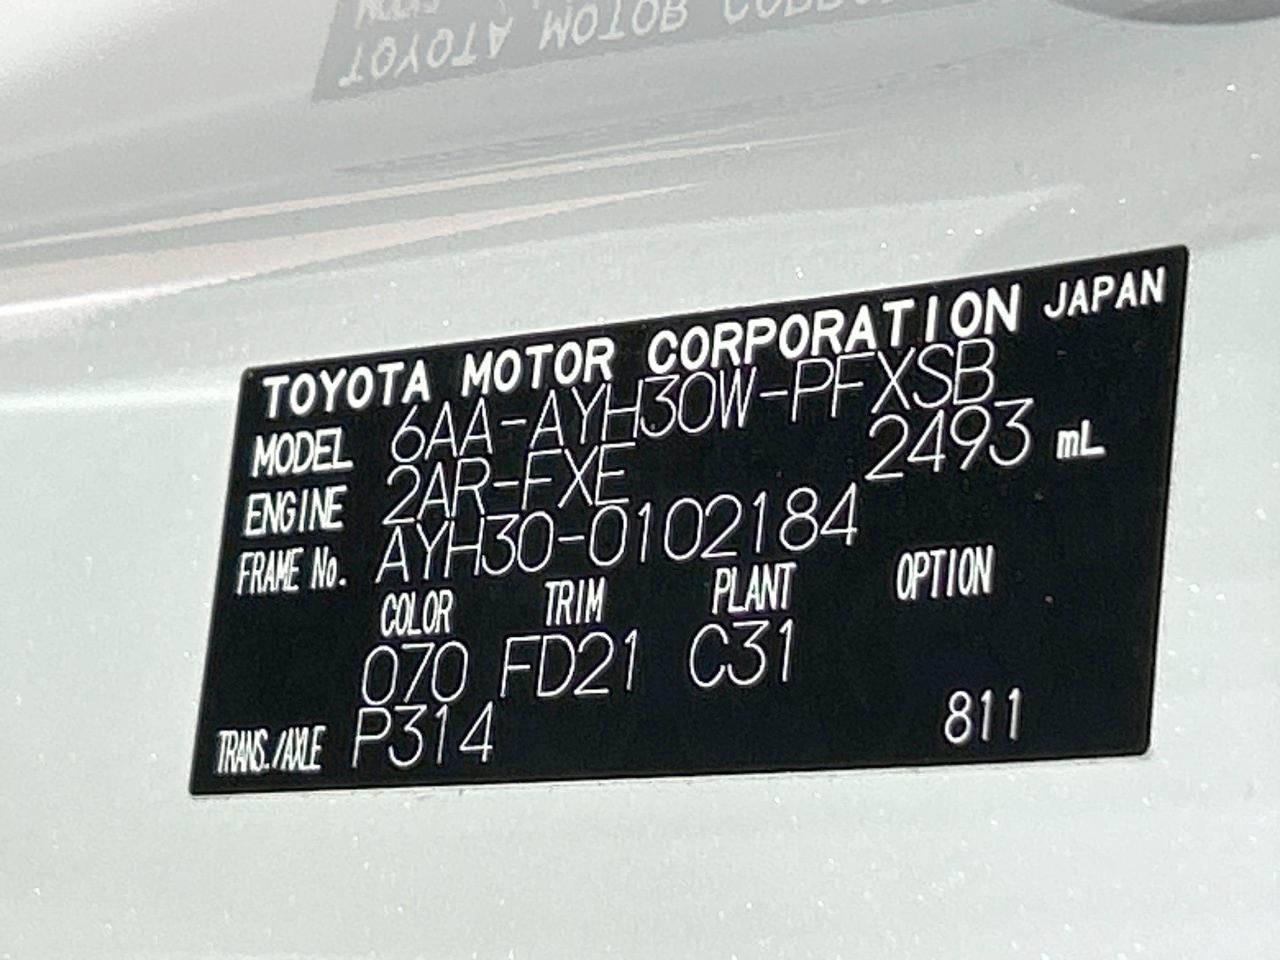 TOYOTA MOTOR CORPORATION JAPAN
MODEL 6AA-AYH30W-PFXSB
ENGINE 2AR-FXE 2493 mL
FRAME No. AYH30-0102184
COLOR TRIM PLANT OPTION
070 FD21 C31
TRANS./AXLE P314 811